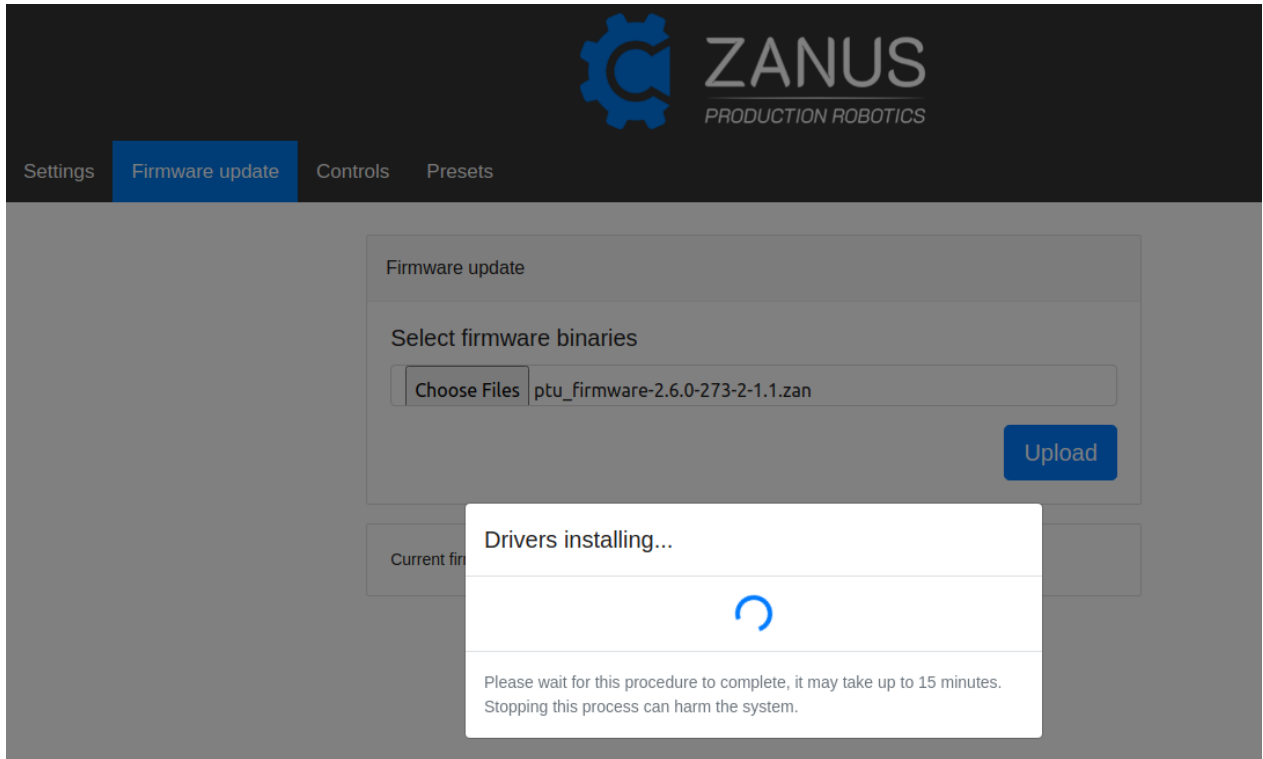 ZANUS
PRODUCTION ROBOTICS
Settings Firmware update Controls Presets
Firmware update
Select firmware binaries
Choose Files ptu_firmware-2.6.0-273-2-1.1.zan
Upload
Drivers installing...
Current
Please wait for this procedure to complete, it may take up to 15 minutes.
Stopping this process can harm the system.